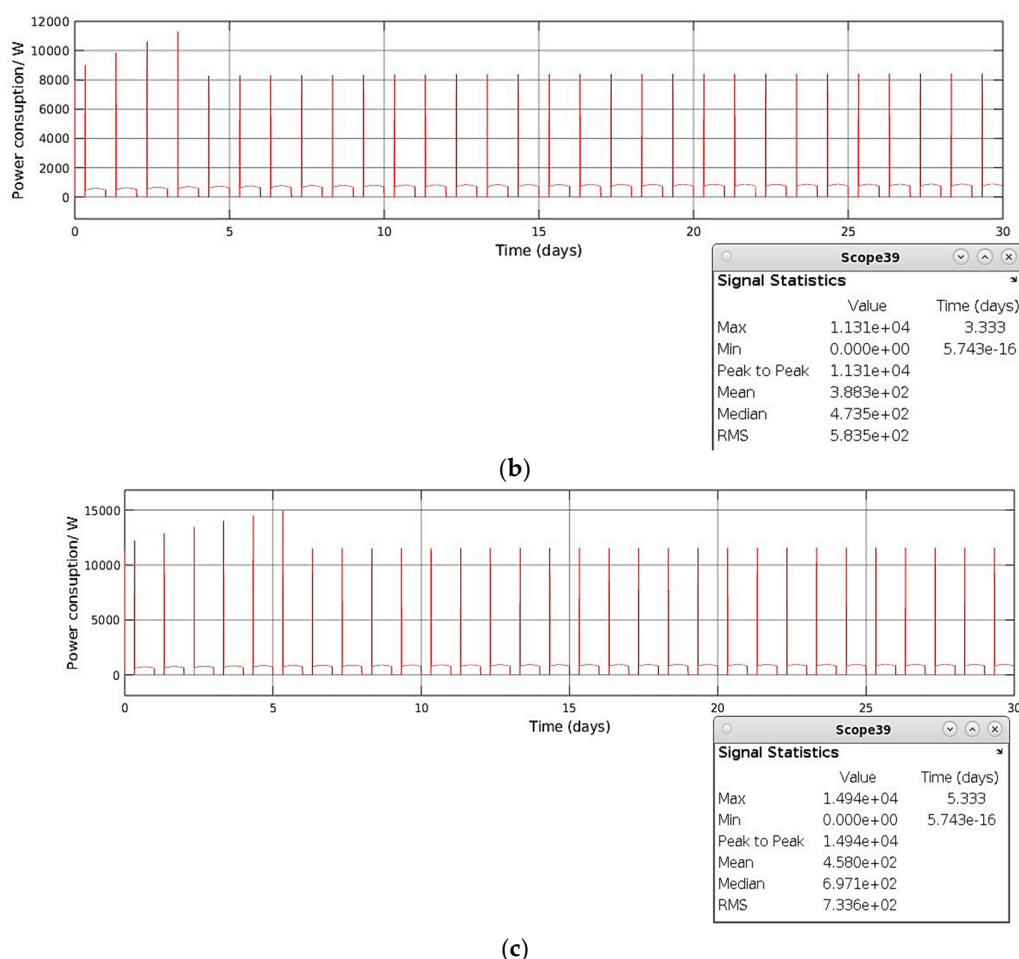 12000
10000
8000
6000
4000
2000
0
Power consuption/ W
0 5 10 15 20 25 30
Time (days)
Scope39
Signal Statistics
Value Time (days)
Max 1.131e+04 3.333
Min 0.000e+00 5.743e-16
Peak to Peak 1.131e+04
Mean 3.883e+02
Median 4.735e+02
RMS 5.835e+02
(b)
15000
10000
5000
0
Power consuption/ W
0 5 10 15 20 25 30
Time (days)
Scope39
Signal Statistics
Value Time (days)
Max 1.494e+04 5.333
Min 0.000e+00 5.743e-16
Peak to Peak 1.494e+04
Mean 4.580e+02
Median 6.971e+02
RMS 7.336e+02
(c)